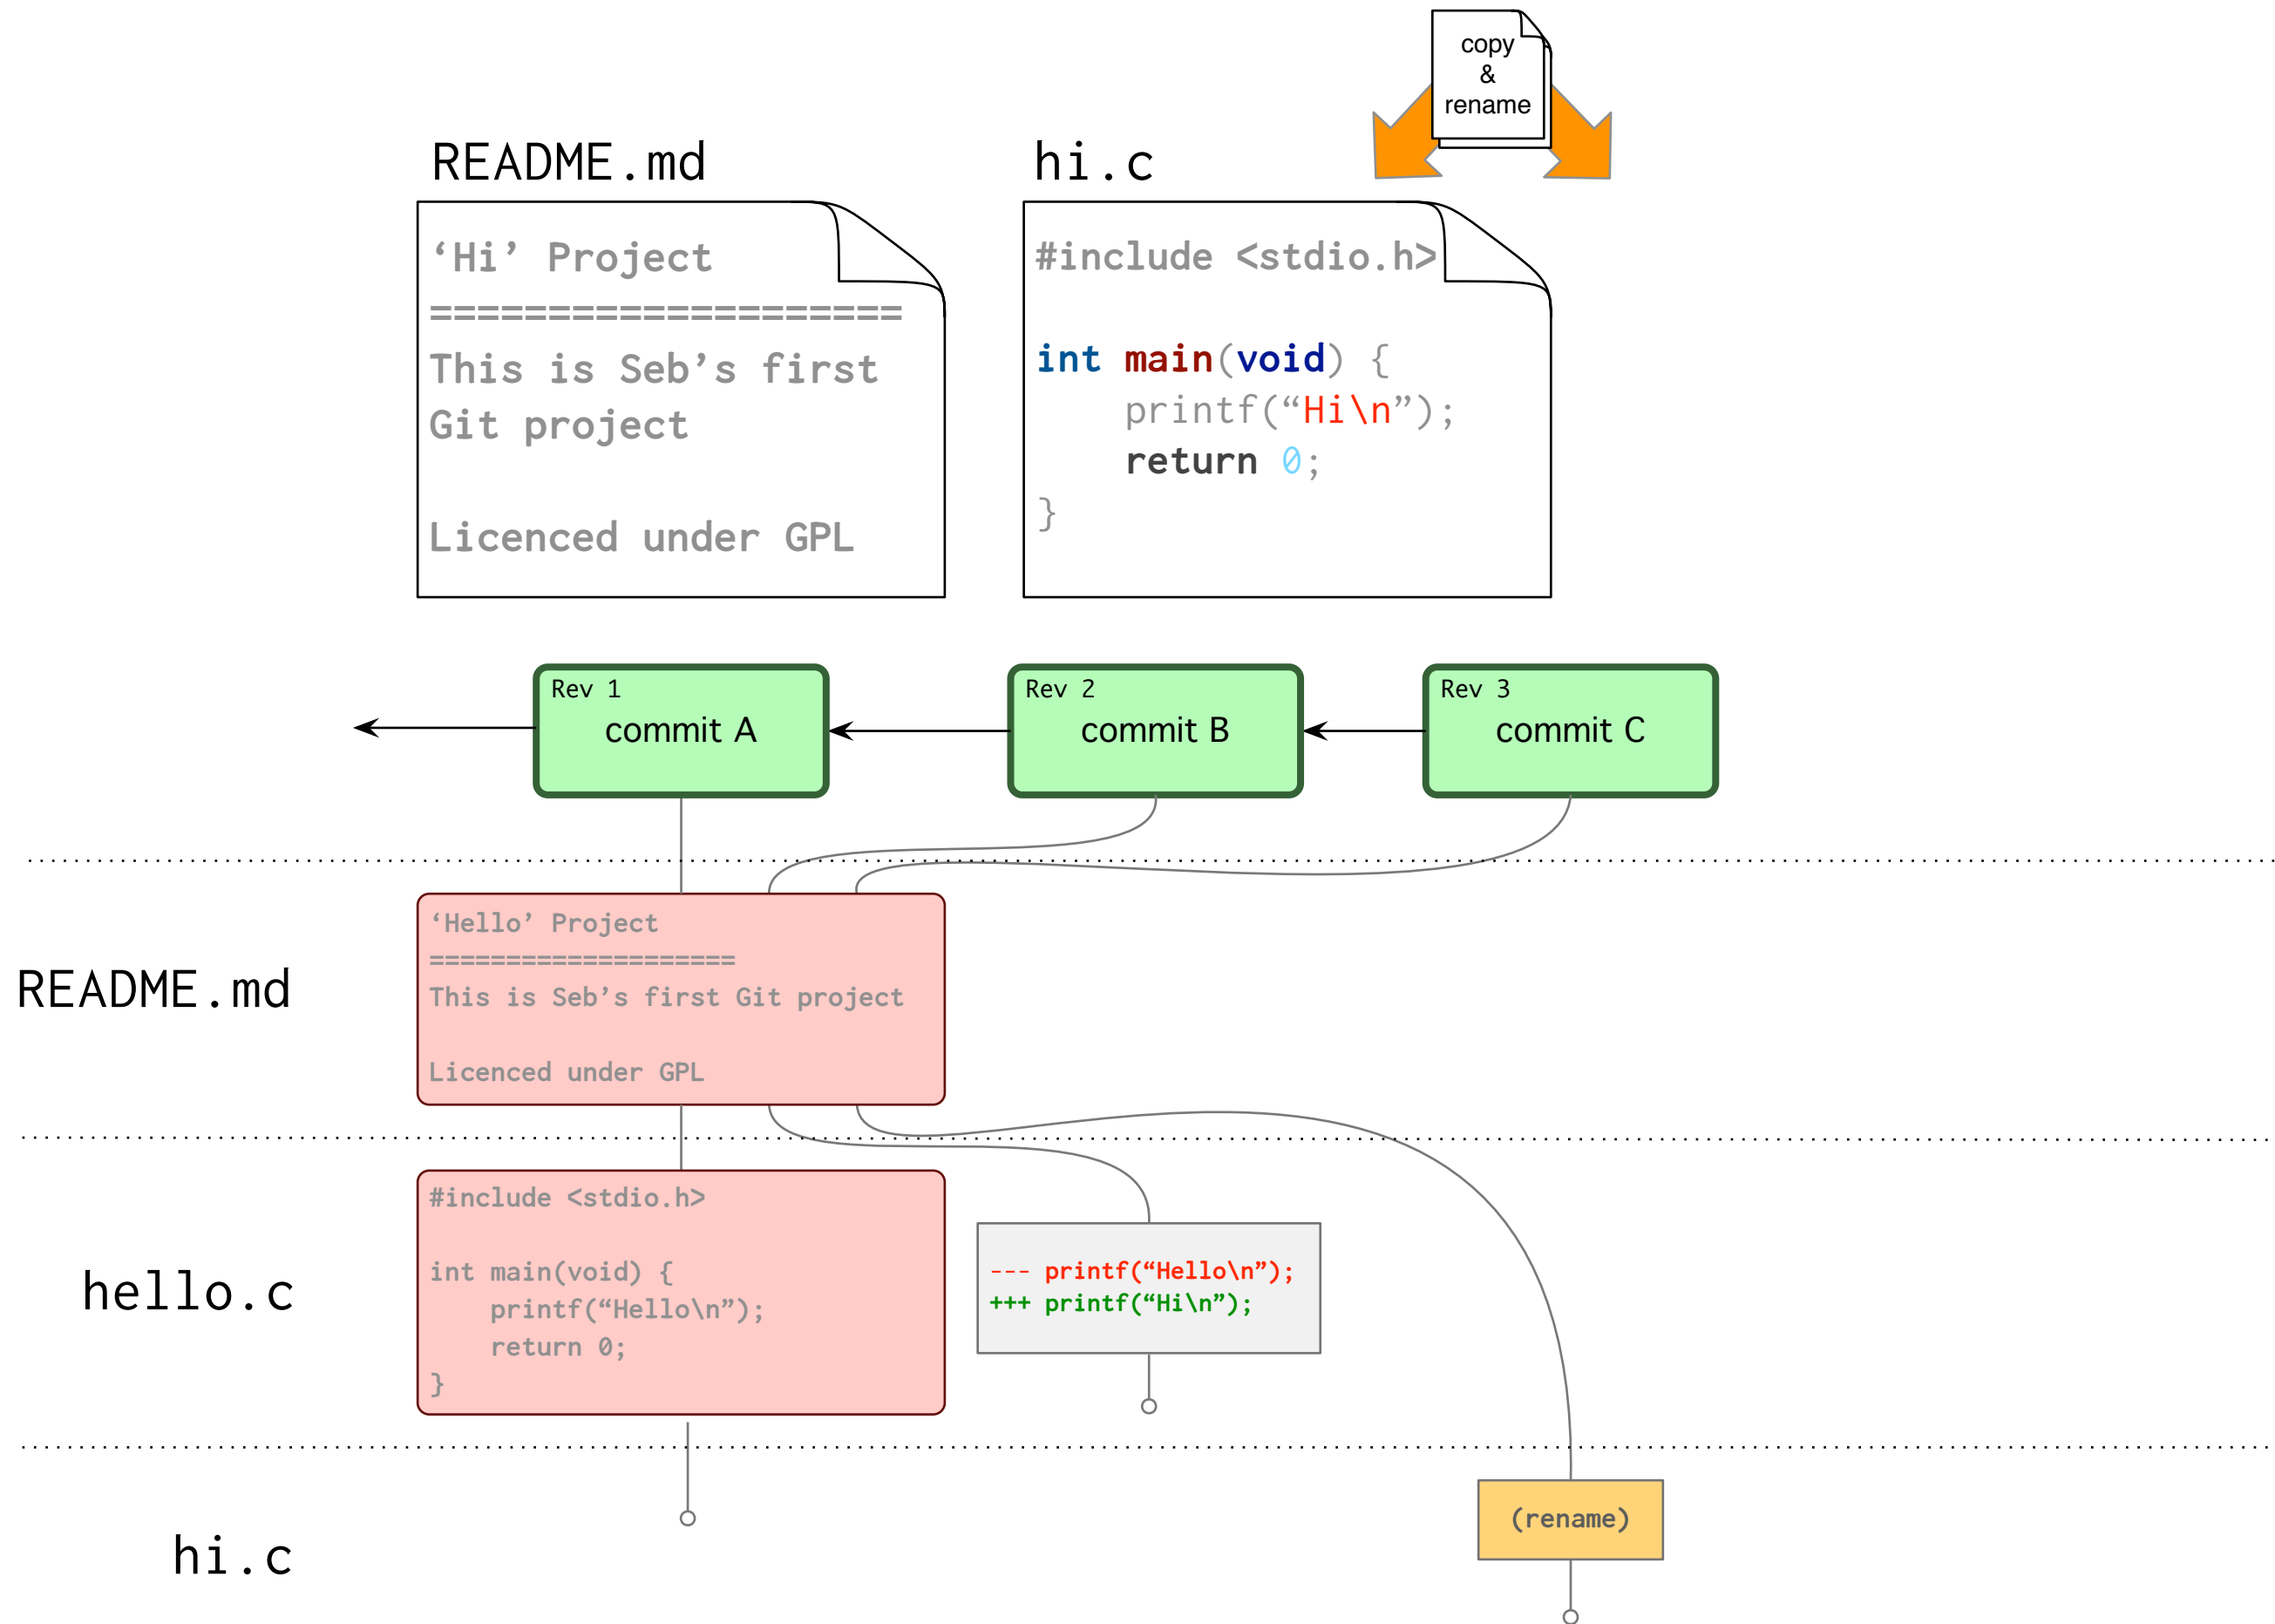 copy
&
rename
README.md
hi.c
‘Hi’ Project
====================
This is Seb’s first
Git project
Licenced under GPL
#include <stdio.h>
int main(void) {
    printf(“Hi\n”);
    return 0;
}
Rev 1
commit A
Rev 2
commit B
Rev 3
commit C
README.md
‘Hello’ Project
====================
This is Seb’s first Git project
Licenced under GPL
hello.c
#include <stdio.h>
int main(void) {
    printf(“Hello\n”);
    return 0;
}
--- printf(“Hello\n”);
+++ printf(“Hi\n”);
hi.c
(rename)